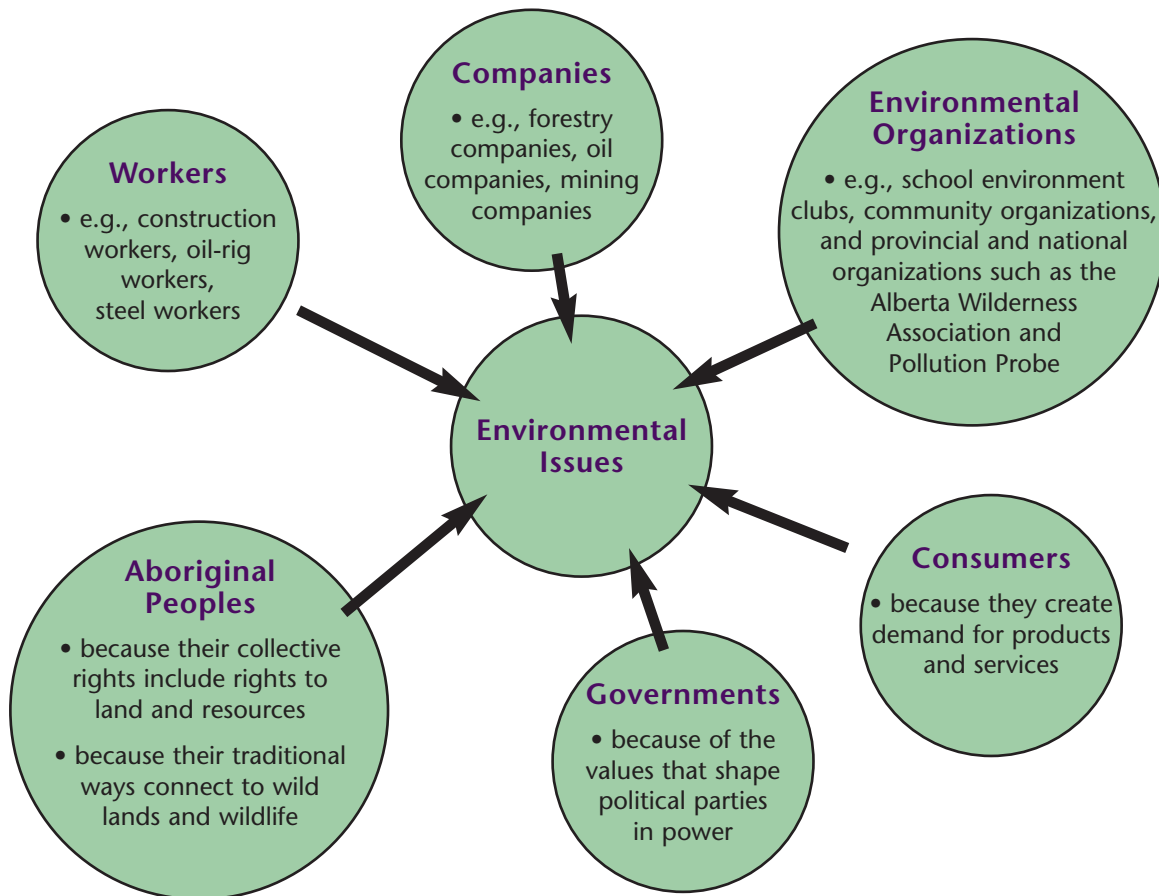 Companies
• e.g., forestry
companies, oil
companies, mining
companies
Environmental
Organizations
• e.g., school environment
clubs, community organizations,
and provincial and national
organizations such as the
Alberta Wilderness
Association and
Pollution Probe
Workers
• e.g., construction
workers, oil-rig
workers,
steel workers
Environmental
Issues
Aboriginal
Peoples
• because their collective
rights include rights to
land and resources
• because their traditional
ways connect to wild
lands and wildlife
Governments
• because of the
values that shape
political parties
in power
Consumers
• because they create
demand for products
and services